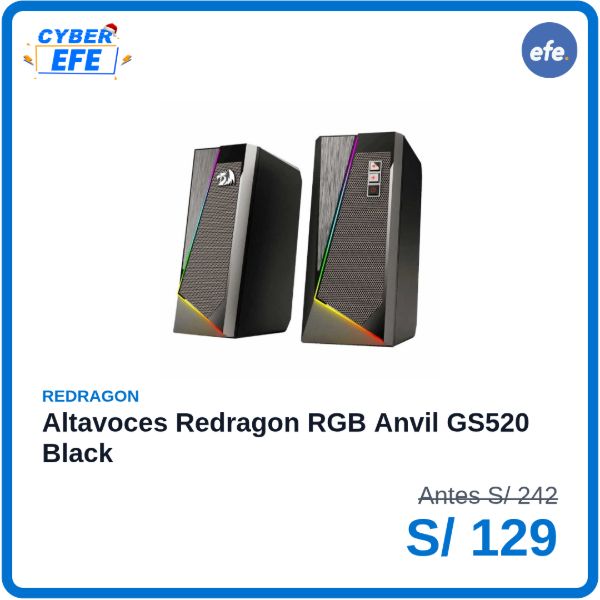 CYBER
EFE
efe.
REDRAGON
Altavoces Redragon RGB Anvil GS520
Black
Antes S/ 242
S/ 129